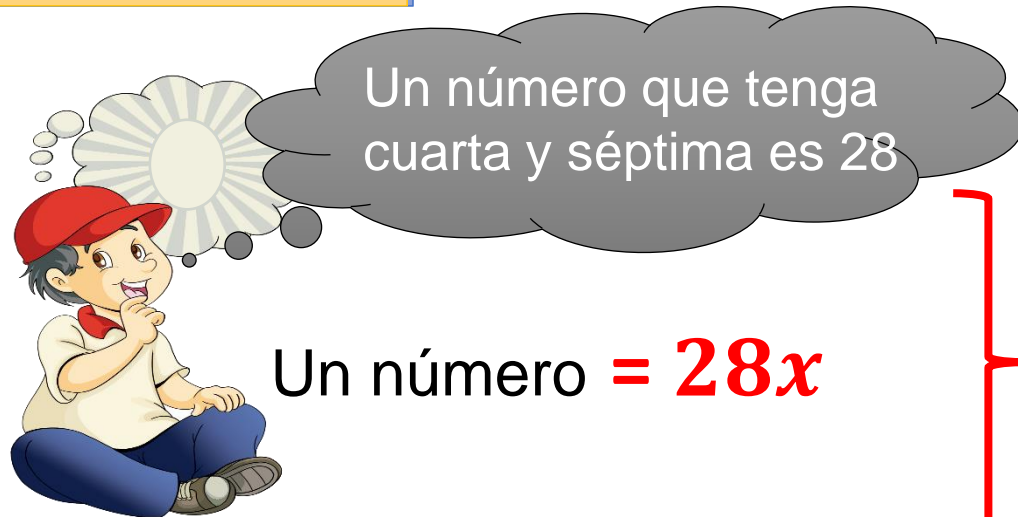 Un número que tenga
cuarta y séptima es 28
Un número = 28x